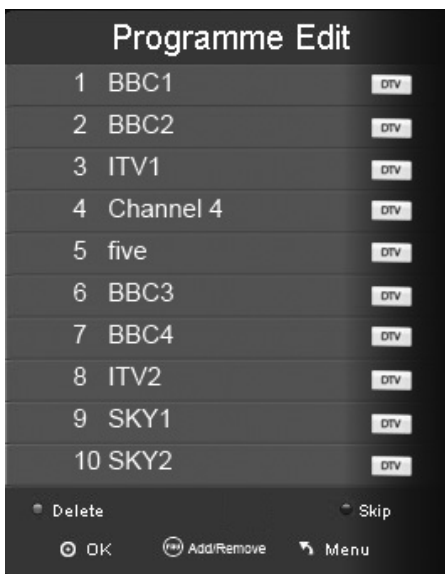 Programme Edit
1 BBC1 DTV
2 BBC2 DTV
3 ITV1 DTV
4 Channel 4 DTV
5 five DTV
6 BBC3 DTV
7 BBC4 DTV
8 ITV2 DTV
9 SKY1 DTV
10 SKY2 DTV
Delete Skip
OK FAV Add/Remove Menu